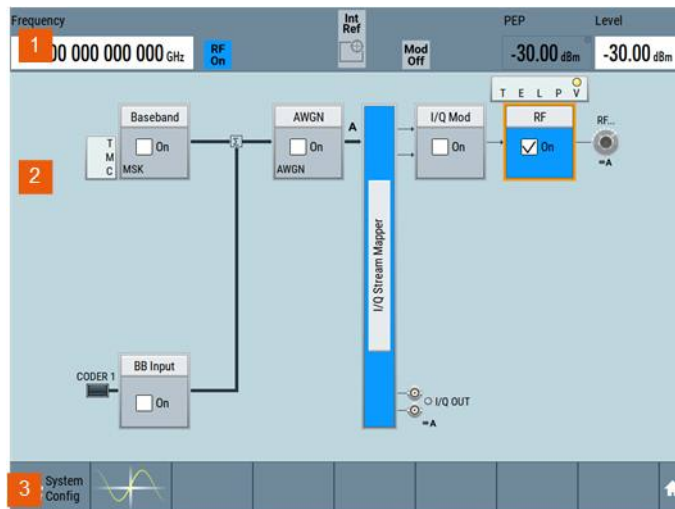 Frequency
Int
Ref
PEP
Level
1
00 000 000 000 GHz
RF
On
Mod
Off
-30.00 dBm
-30.00 dBm
T E L P V
Baseband
On
MSK
T
M
C
AWGN
On
AWGN
A
I/Q Mod
On
RF
On
RF...
=A
2
I/Q Stream Mapper
BB Input
On
CODER 1
I/Q OUT
=A
3
System
Config